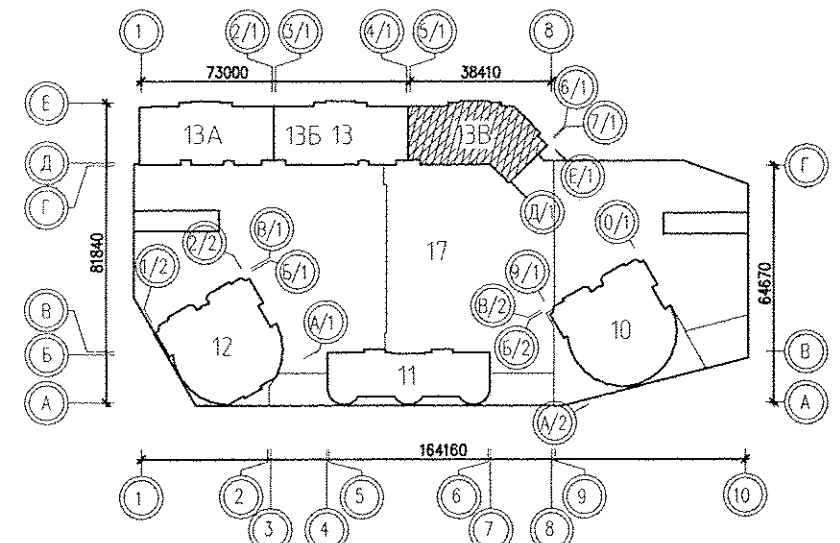 1 2/1 3/1 4/1 5/1 8
73000 38410
6/1
7/1
Е
13А 13Б 13 13В
Д Е/1 Г
Г Д/1 0/1
2/2 В/1
Б/1
81840 17 64670
1/2 9/1
В/2
В А/1 Б/2
12 10
Б 11 В
А А
А/2
164160
1 2 5 6 9 10
3 4 7 8